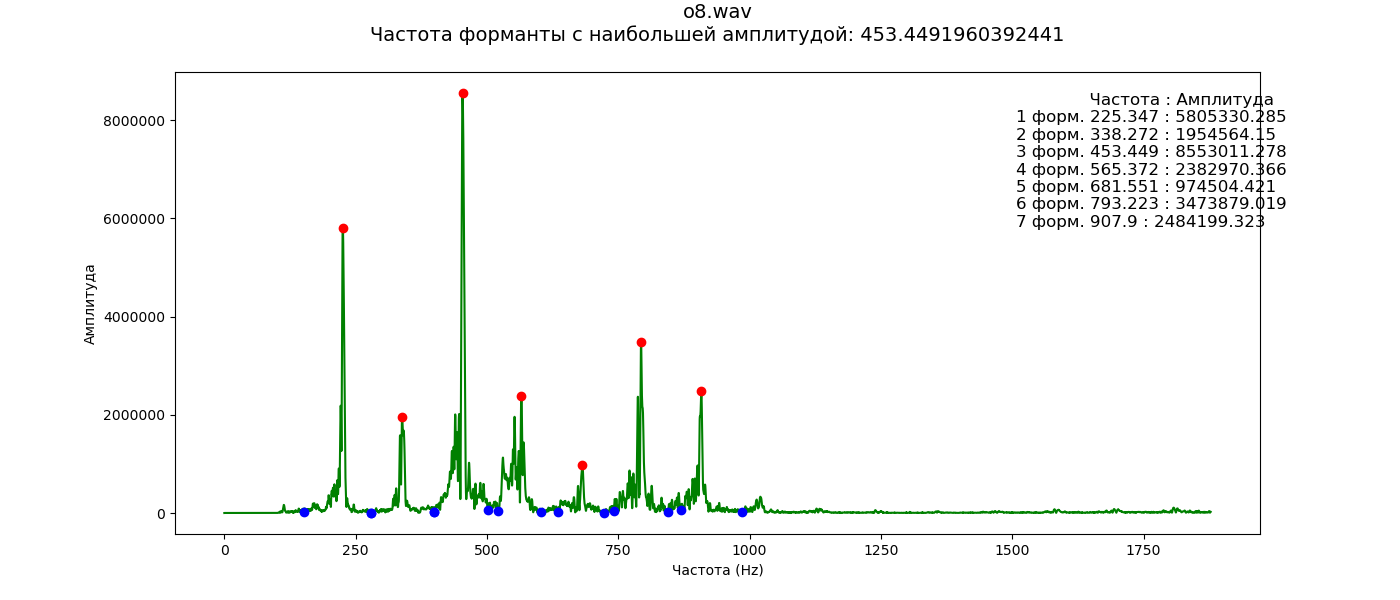 o8.wav
Частота форманты с наибольшей амплитудой: 453.4491960392441
Частота : Амплитуда
1 форм. 225.347 : 5805330.285
2 форм. 338.272 : 1954564.15
3 форм. 453.449 : 8553011.278
4 форм. 565.372 : 2382970.366
5 форм. 681.551 : 974504.421
6 форм. 793.223 : 3473879.019
7 форм. 907.9 : 2484199.323
8000000
6000000
4000000
2000000
0
Амплитуда
0 250 500 750 1000 1250 1500 1750
Частота (Hz)